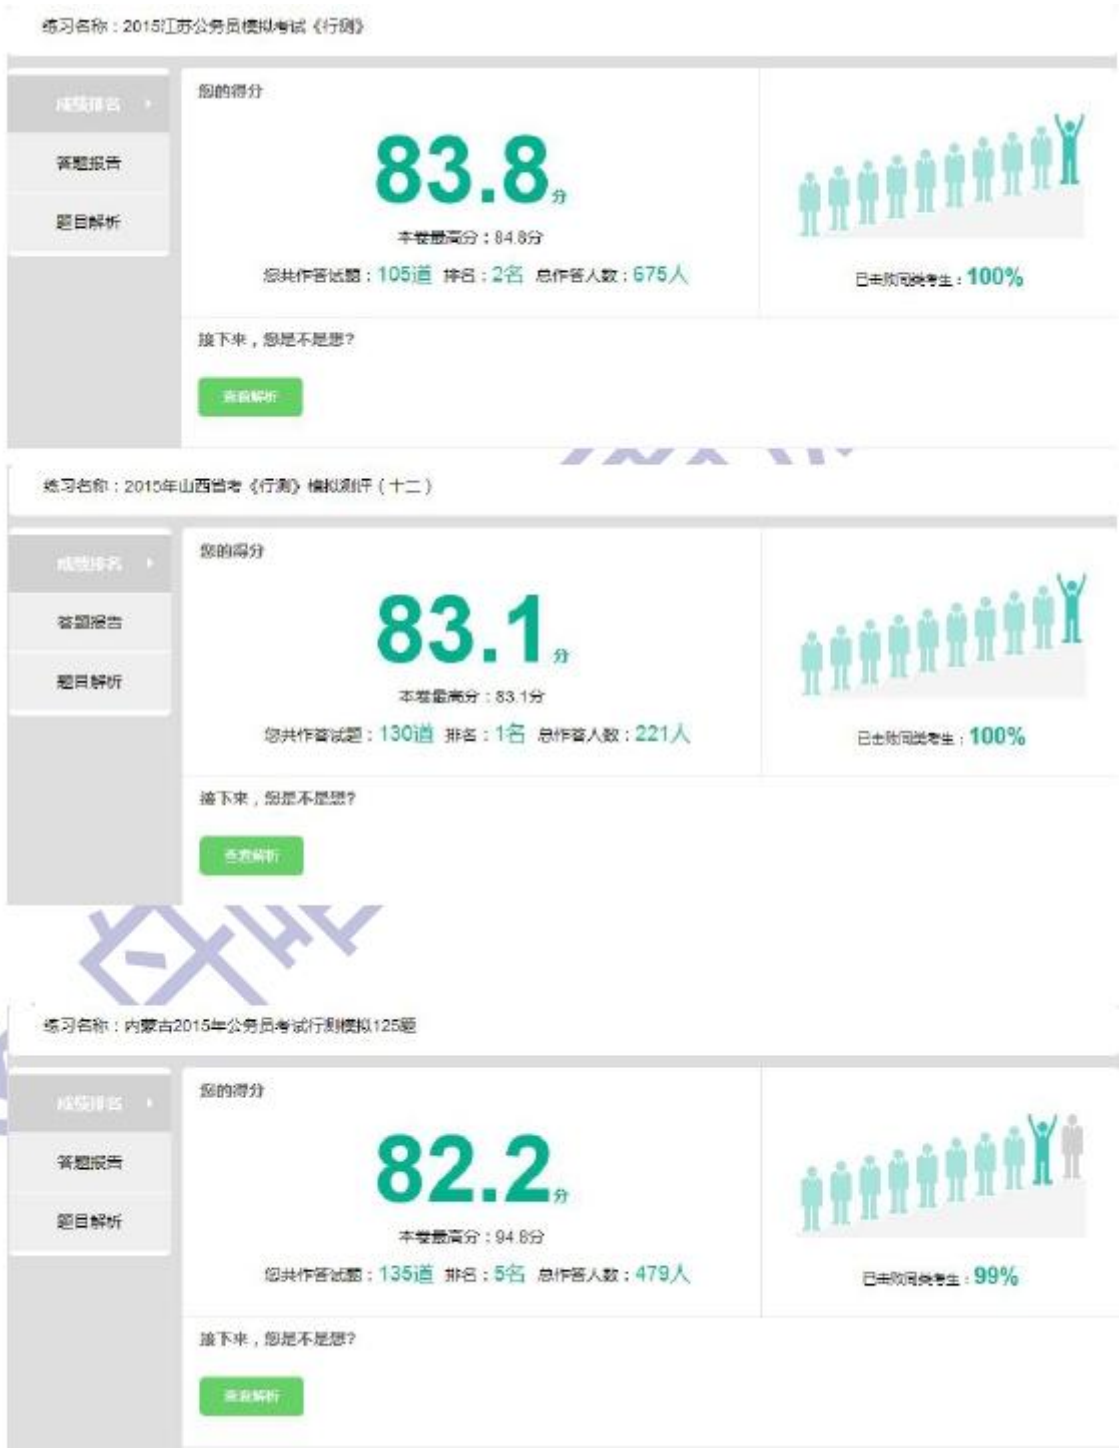 练习名称：2015江苏公务员模拟考试《行测》
成绩排名
答题报告
题目解析
您的得分
83.8分
本卷最高分：84.8分
您共作答试题：105道 排名：2名 总作答人数：675人
已击败同类考生：100%
接下来，您是不是想？
查看解析
练习名称：2015年山西省考《行测》模拟测评（十二）
成绩排名
答题报告
题目解析
您的得分
83.1分
本卷最高分：83.1分
您共作答试题：130道 排名：1名 总作答人数：221人
已击败同类考生：100%
接下来，您是不是想？
查看解析
练习名称：内蒙古2015年公务员考试行测模拟125题
成绩排名
答题报告
题目解析
您的得分
82.2分
本卷最高分：94.8分
您共作答试题：135道 排名：5名 总作答人数：479人
已击败同类考生：99%
接下来，您是不是想？
查看解析